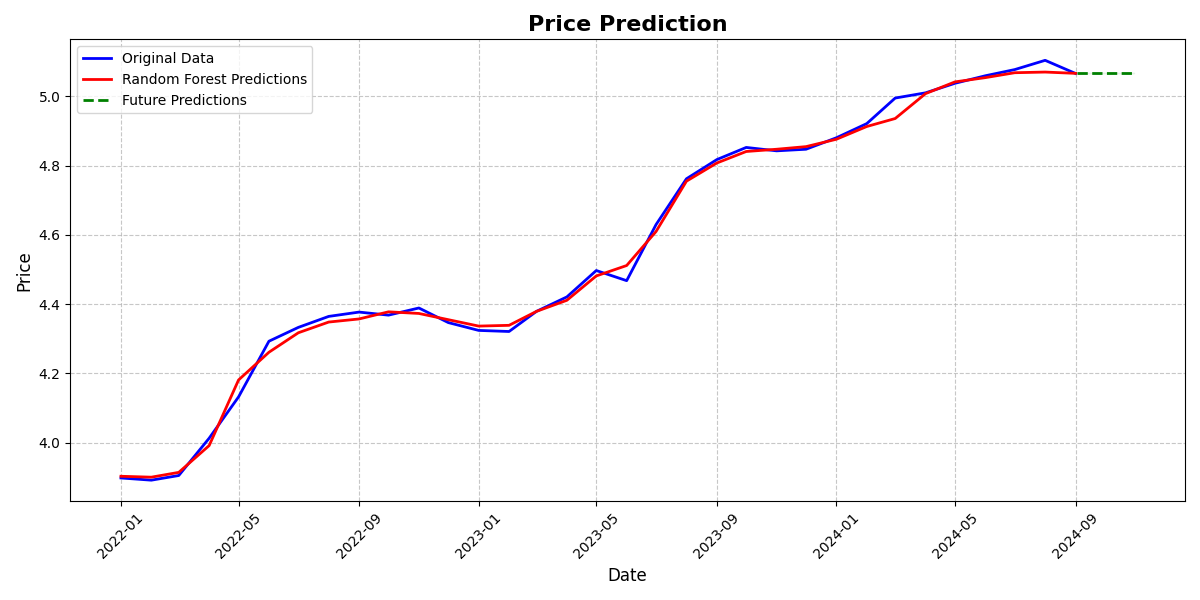 Price Prediction
Original Data
Random Forest Predictions
Future Predictions
Price
5.0
4.8
4.6
4.4
4.2
4.0
2022-01
2022-05
2022-09
2023-01
2023-05
2023-09
2024-01
2024-05
2024-09
Date